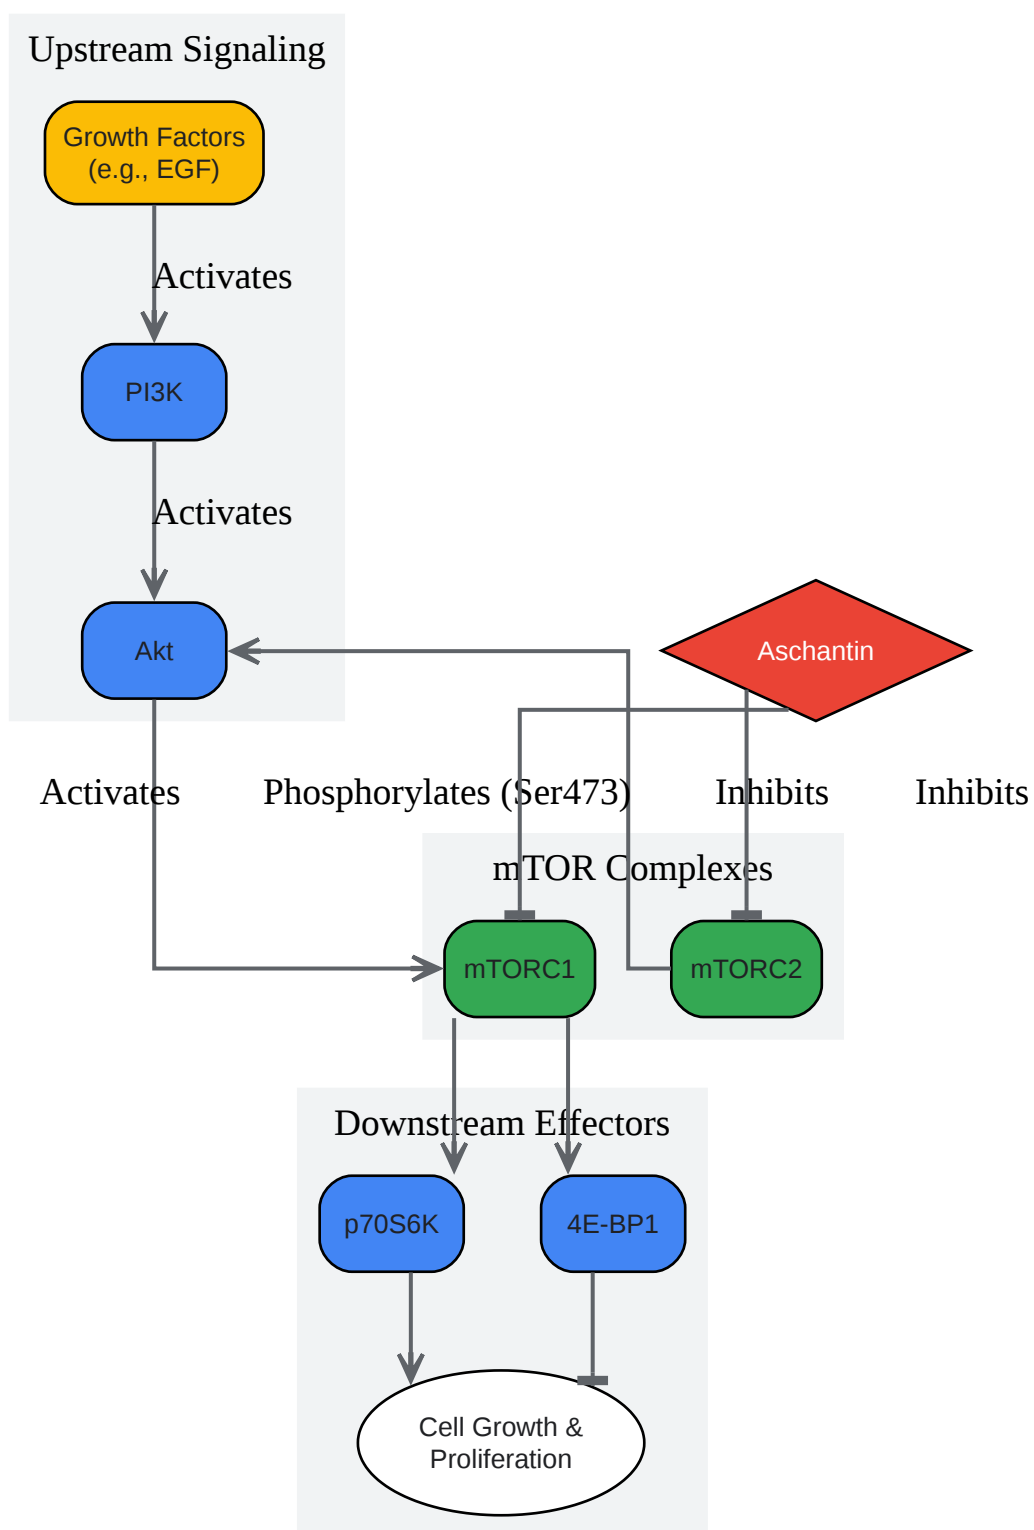 Upstream Signaling
Growth Factors
(e.g., EGF)
Activates
PI3K
Activates
Akt
Aschantin
Activates
Phosphorylates (Ser473)
Inhibits
Inhibits
mTOR Complexes
mTORC1
mTORC2
Downstream Effectors
p70S6K
4E-BP1
Cell Growth &
Proliferation